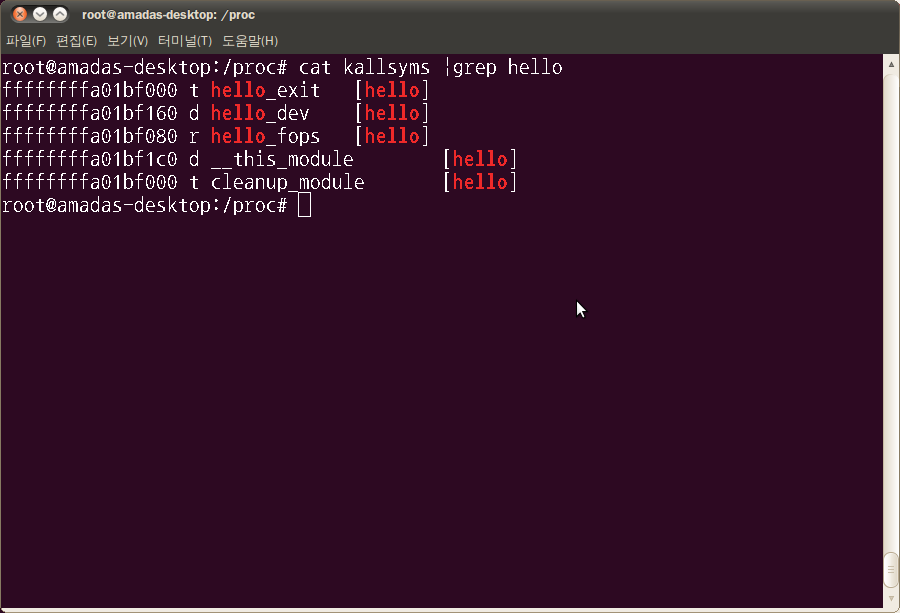 root@amadas-desktop: /proc
파일(F) 편집(E) 보기(V) 터미널(T) 도움말(H)
root@amadas-desktop:/proc# cat kallsyms |grep hello
ffffffffa01bf000 t hello_exit [hello]
ffffffffa01bf160 d hello_dev [hello]
ffffffffa01bf080 r hello_fops [hello]
ffffffffa01bf1c0 d __this_module [hello]
ffffffffa01bf000 t cleanup_module [hello]
root@amadas-desktop:/proc#